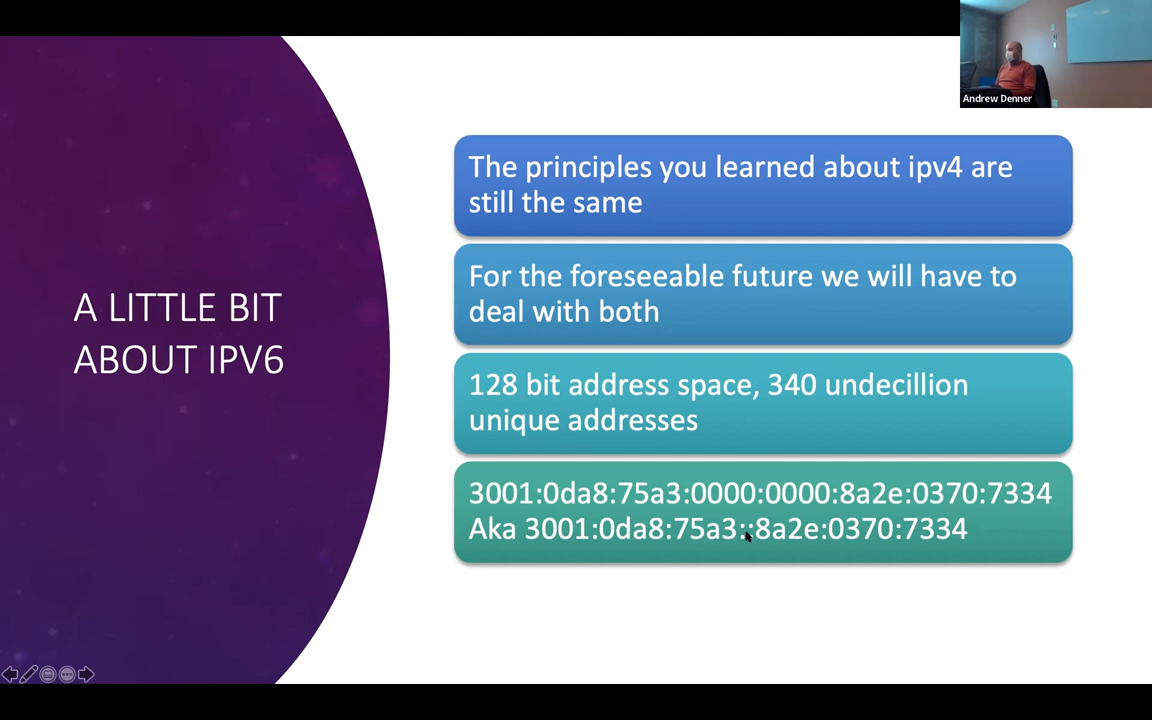 Andrew Denner
A LITTLE BIT
ABOUT IPV6
The principles you learned about ipv4 are
still the same
For the foreseeable future we will have to
deal with both
128 bit address space, 340 undecillion
unique addresses
3001:0da8:75a3:0000:0000:8a2e:0370:7334
Aka 3001:0da8:75a3::8a2e:0370:7334